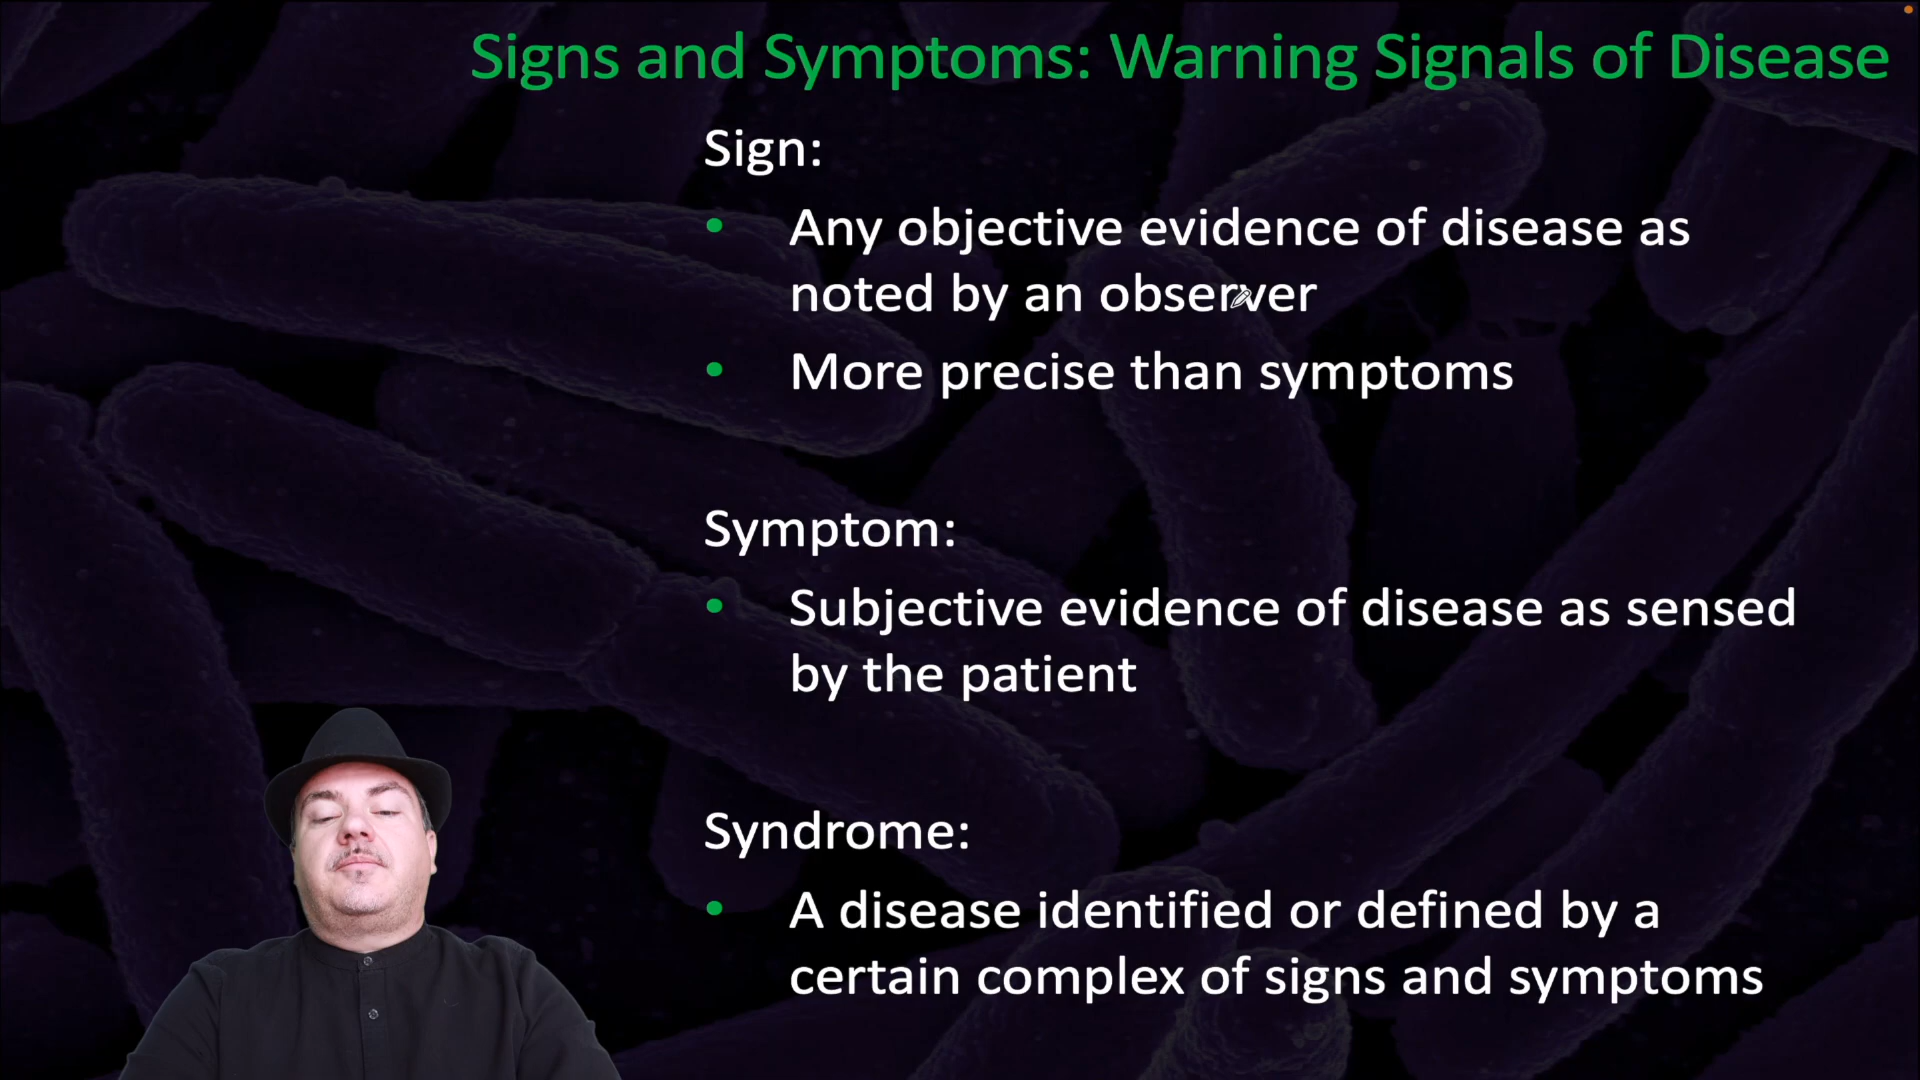 Signs and Symptoms: Warning Signals of Disease
Sign:
• Any objective evidence of disease as
noted by an observer
• More precise than symptoms
Symptom:
• Subjective evidence of disease as sensed
by the patient
Syndrome:
• A disease identified or defined by a
certain complex of signs and symptoms